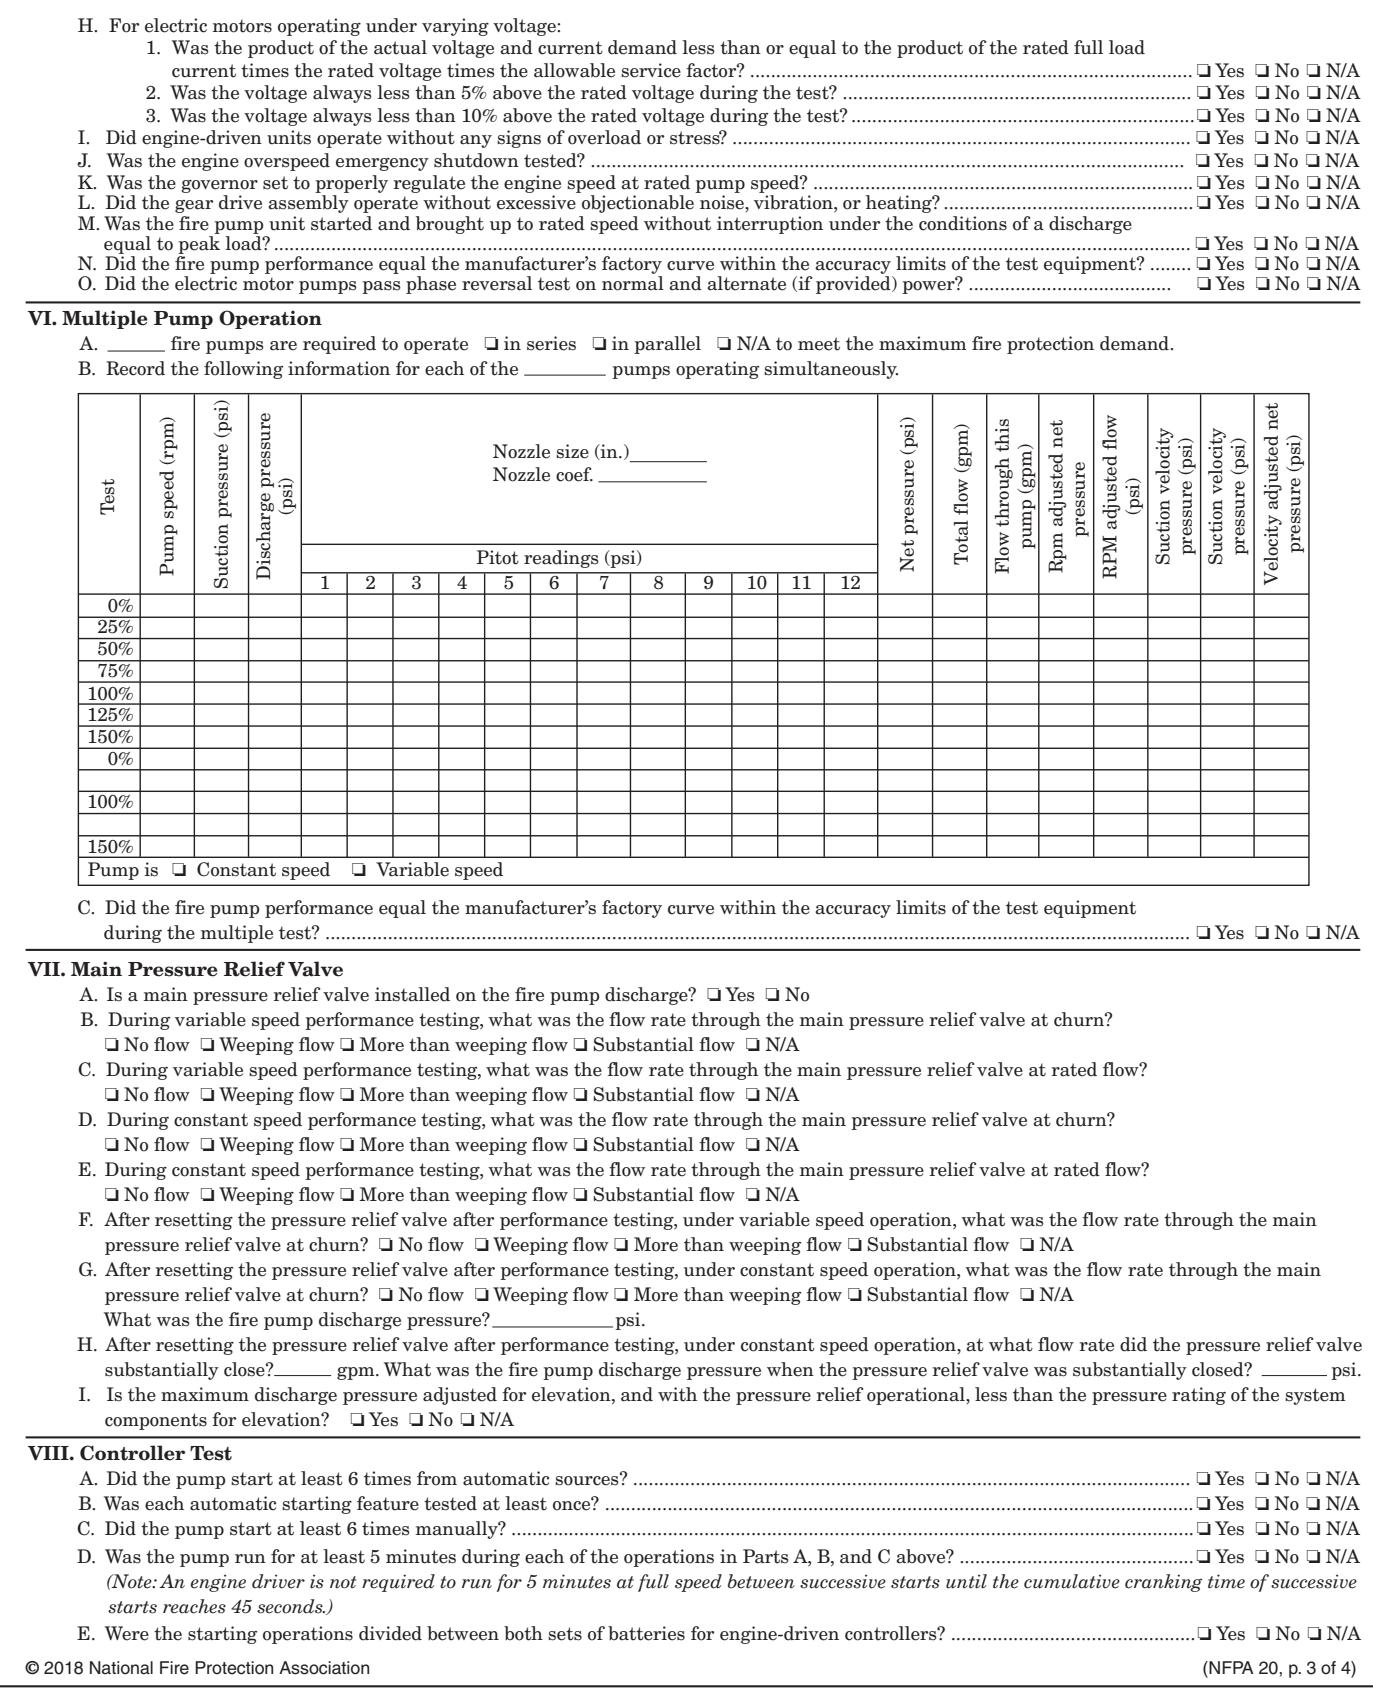 H. For electric motors operating under varying voltage:
1. Was the product of the actual voltage and current demand less than or equal to the product of the rated full load
current times the rated voltage times the allowable service factor? ❏ Yes ❏ No ❏ N/A
2. Was the voltage always less than 5% above the rated voltage during the test? ❏ Yes ❏ No ❏ N/A
3. Was the voltage always less than 10% above the rated voltage during the test? ❏ Yes ❏ No ❏ N/A
I. Did engine-driven units operate without any signs of overload or stress? ❏ Yes ❏ No ❏ N/A
J. Was the engine overspeed emergency shutdown tested? ❏ Yes ❏ No ❏ N/A
K. Was the governor set to properly regulate the engine speed at rated pump speed? ❏ Yes ❏ No ❏ N/A
L. Did the gear drive assembly operate without excessive objectionable noise, vibration, or heating? ❏ Yes ❏ No ❏ N/A
M. Was the fire pump unit started and brought up to rated speed without interruption under the conditions of a discharge
equal to peak load? ❏ Yes ❏ No ❏ N/A
N. Did the fire pump performance equal the manufacturer's factory curve within the accuracy limits of the test equipment? ❏ Yes ❏ No ❏ N/A
O. Did the electric motor pumps pass phase reversal test on normal and alternate (if provided) power? ❏ Yes ❏ No ❏ N/A
VI. Multiple Pump Operation
A. ______ fire pumps are required to operate ❏ in series ❏ in parallel ❏ N/A to meet the maximum fire protection demand.
B. Record the following information for each of the ________ pumps operating simultaneously.
Test
Pump speed (rpm)
Suction pressure (psi)
Discharge pressure
(psi)
Nozzle size (in.)________
Nozzle coef. ___________
Pitot readings (psi)
1 2 3 4 5 6 7 8 9 10 11 12
Net pressure (psi)
Total flow (gpm)
Flow through this
pump (gpm)
Rpm adjusted net
pressure
RPM adjusted flow
(psi)
Suction velocity
pressure (psi)
Suction velocity
pressure (psi)
Velocity adjusted net
pressure (psi)
0%
25%
50%
75%
100%
125%
150%
0%
100%
150%
Pump is ❏ Constant speed ❏ Variable speed
C. Did the fire pump performance equal the manufacturer's factory curve within the accuracy limits of the test equipment
during the multiple test? ❏ Yes ❏ No ❏ N/A
VII. Main Pressure Relief Valve
A. Is a main pressure relief valve installed on the fire pump discharge? ❏ Yes ❏ No
B. During variable speed performance testing, what was the flow rate through the main pressure relief valve at churn?
❏ No flow ❏ Weeping flow ❏ More than weeping flow ❏ Substantial flow ❏ N/A
C. During variable speed performance testing, what was the flow rate through the main pressure relief valve at rated flow?
❏ No flow ❏ Weeping flow ❏ More than weeping flow ❏ Substantial flow ❏ N/A
D. During constant speed performance testing, what was the flow rate through the main pressure relief valve at churn?
❏ No flow ❏ Weeping flow ❏ More than weeping flow ❏ Substantial flow ❏ N/A
E. During constant speed performance testing, what was the flow rate through the main pressure relief valve at rated flow?
❏ No flow ❏ Weeping flow ❏ More than weeping flow ❏ Substantial flow ❏ N/A
F. After resetting the pressure relief valve after performance testing, under variable speed operation, what was the flow rate through the main
pressure relief valve at churn? ❏ No flow ❏ Weeping flow ❏ More than weeping flow ❏ Substantial flow ❏ N/A
G. After resetting the pressure relief valve after performance testing, under constant speed operation, what was the flow rate through the main
pressure relief valve at churn? ❏ No flow ❏ Weeping flow ❏ More than weeping flow ❏ Substantial flow ❏ N/A
What was the fire pump discharge pressure?____________psi.
H. After resetting the pressure relief valve after performance testing, under constant speed operation, at what flow rate did the pressure relief valve
substantially close?______ gpm. What was the fire pump discharge pressure when the pressure relief valve was substantially closed? _______ psi.
I. Is the maximum discharge pressure adjusted for elevation, and with the pressure relief operational, less than the pressure rating of the system
components for elevation? ❏ Yes ❏ No ❏ N/A
VIII. Controller Test
A. Did the pump start at least 6 times from automatic sources? ❏ Yes ❏ No ❏ N/A
B. Was each automatic starting feature tested at least once? ❏ Yes ❏ No ❏ N/A
C. Did the pump start at least 6 times manually? ❏ Yes ❏ No ❏ N/A
D. Was the pump run for at least 5 minutes during each of the operations in Parts A, B, and C above? ❏ Yes ❏ No ❏ N/A
(Note: An engine driver is not required to run for 5 minutes at full speed between successive starts until the cumulative cranking time of successive
starts reaches 45 seconds.)
E. Were the starting operations divided between both sets of batteries for engine-driven controllers? ❏ Yes ❏ No ❏ N/A
© 2018 National Fire Protection Association (NFPA 20, p. 3 of 4)